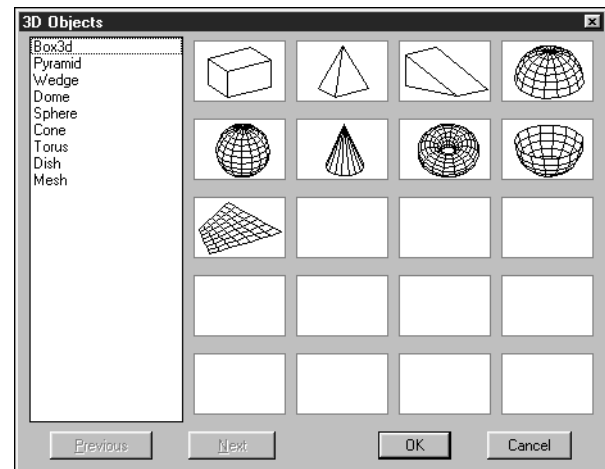 3D Objects
Box3d
Pyramid
Wedge
Dome
Sphere
Cone
Torus
Dish
Mesh
Previous
Next
OK
Cancel